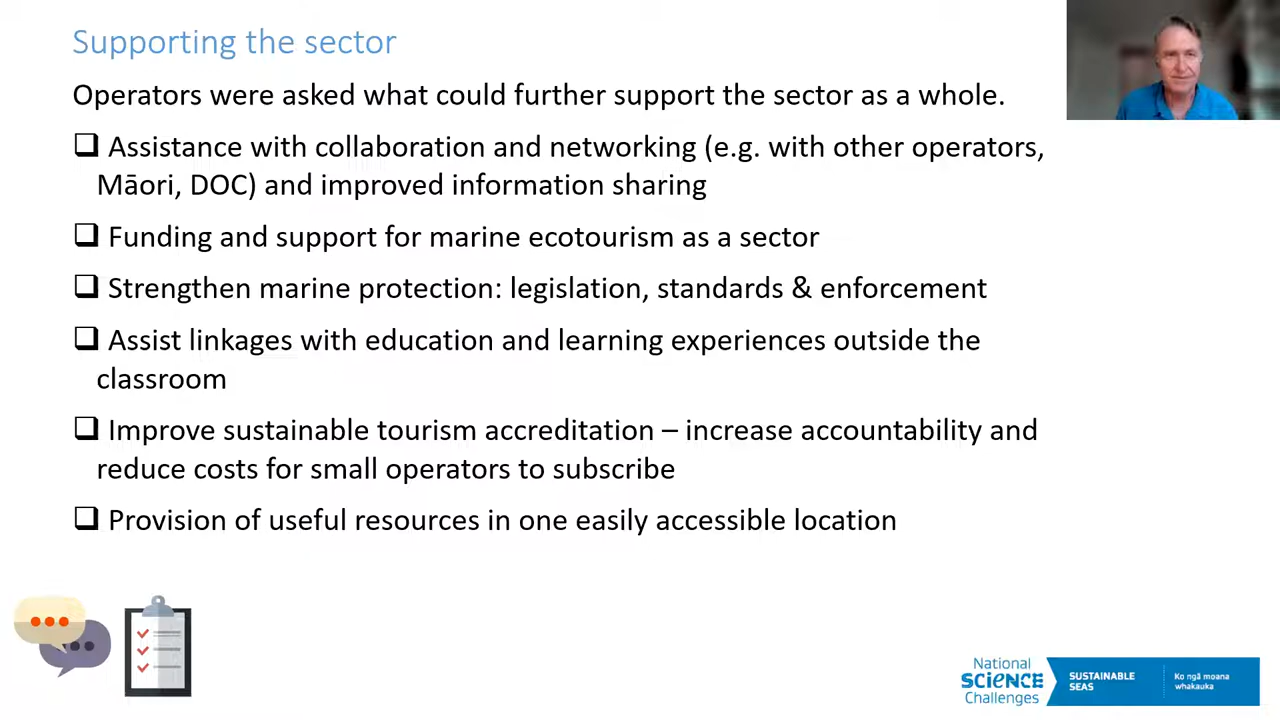 Supporting the sector
Operators were asked what could further support the sector as a whole.
Assistance with collaboration and networking (e.g. with other operators,
Māori, DOC) and improved information sharing
Funding and support for marine ecotourism as a sector
Strengthen marine protection: legislation, standards & enforcement
Assist linkages with education and learning experiences outside the
classroom
Improve sustainable tourism accreditation – increase accountability and
reduce costs for small operators to subscribe
Provision of useful resources in one easily accessible location
National
SCIENCE
Challenges
SUSTAINABLE
SEAS
Ko ngā moana
whakauka